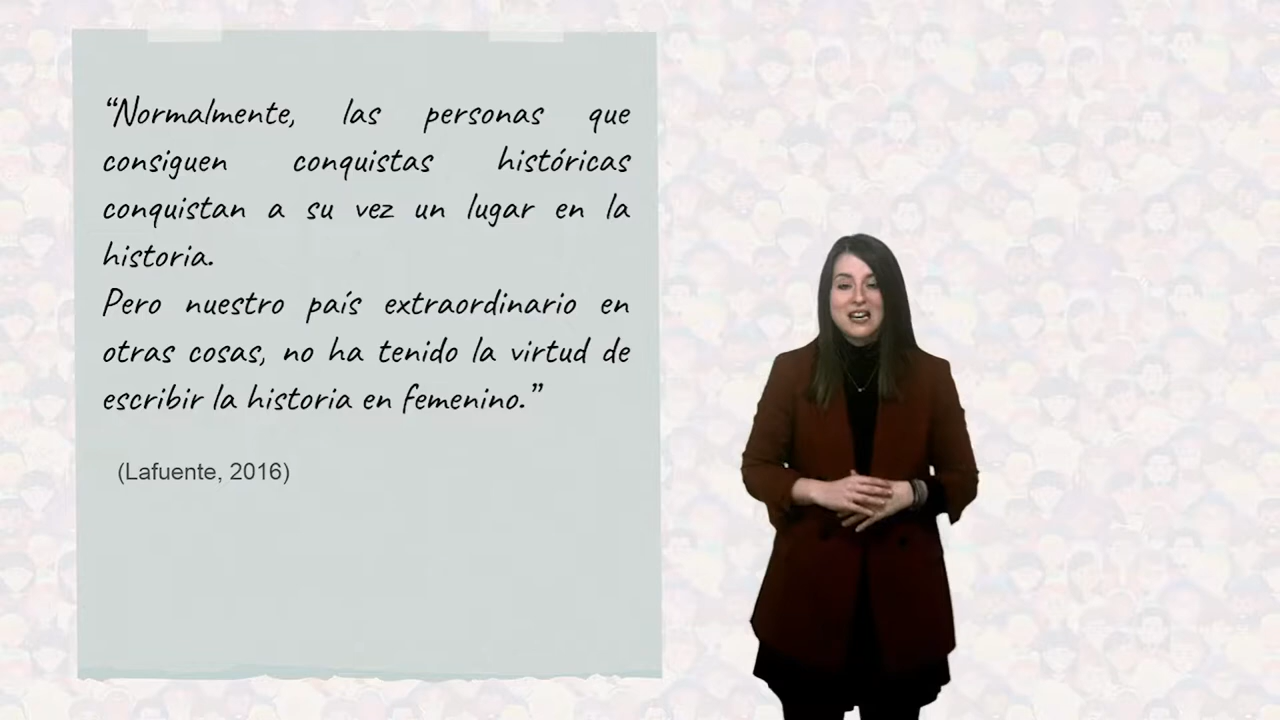 “Normalmente, las personas que
consiguen conquistas históricas
conquistan a su vez un lugar en la
historia.
Pero nuestro país extraordinario en
otras cosas, no ha tenido la virtud de
escribir la historia en femenino.”
(Lafuente, 2016)